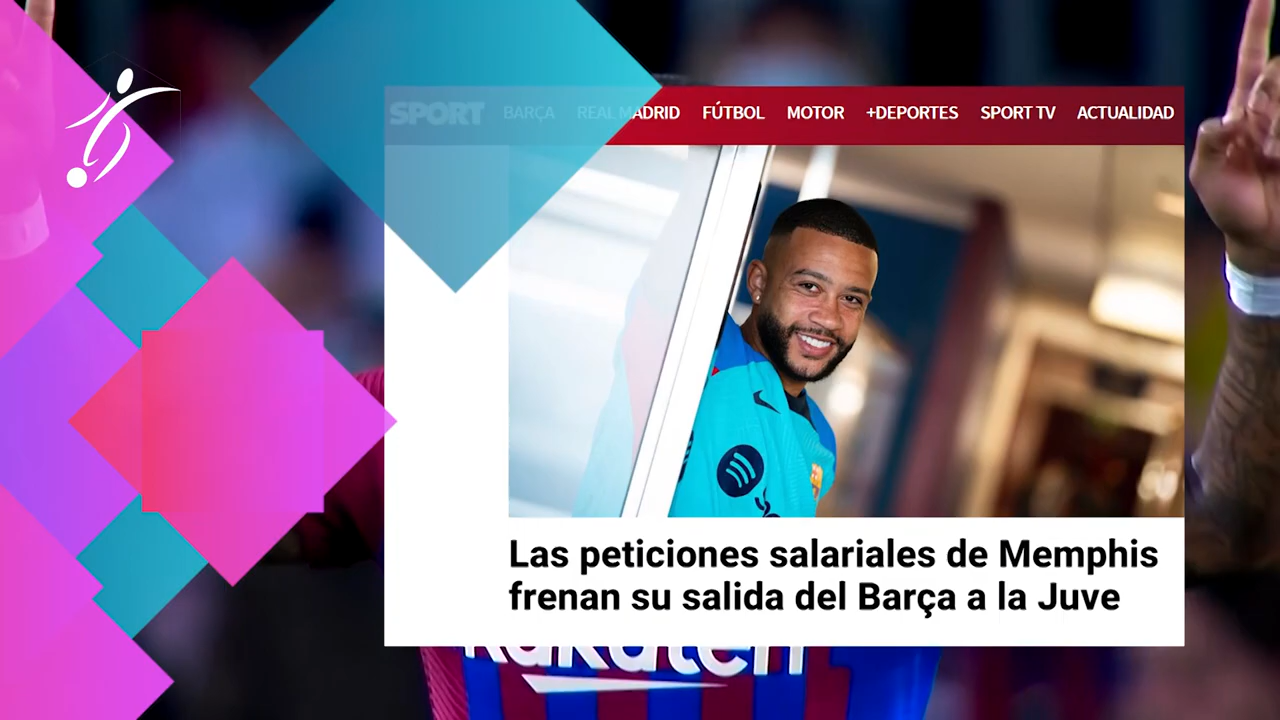 SPORT BARÇA REAL MADRID FÚTBOL MOTOR +DEPORTES SPORT TV ACTUALIDAD
Las peticiones salariales de Memphis
frenan su salida del Barça a la Juve
Rakuten